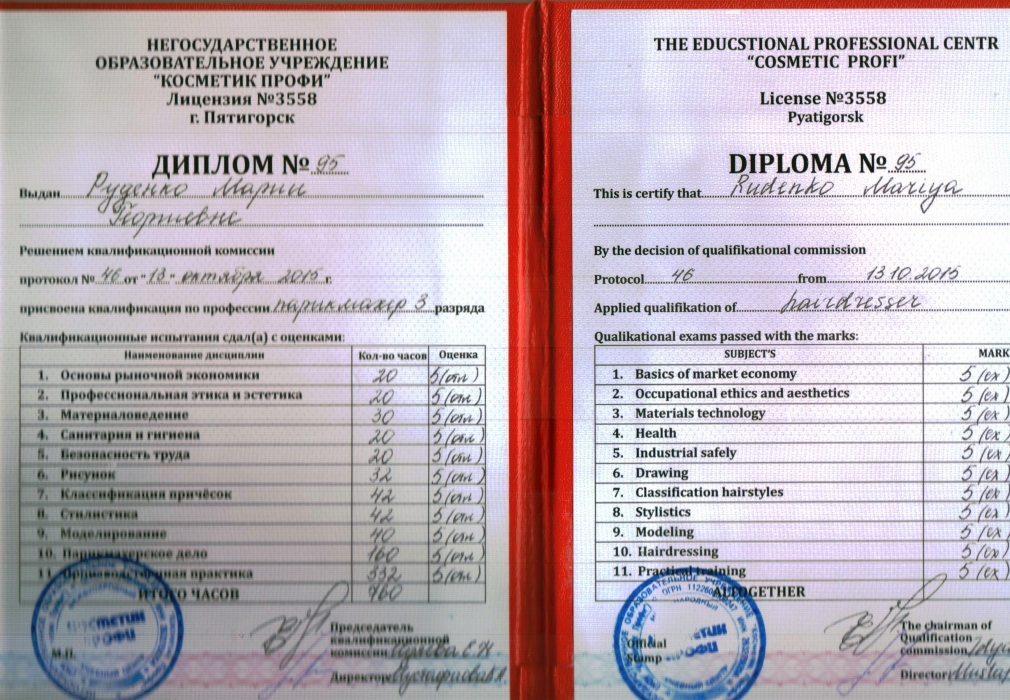 НЕГОСУДАРСТВЕННОЕ
ОБРАЗОВАТЕЛЬНОЕ УЧРЕЖДЕНИЕ
"КОСМЕТИК ПРОФИ"
Лицензия №3558
г. Пятигорск
ДИПЛОМ № 95
Выдан Руденко Марии
Георгиевне
Решением квалификационной комиссии
протокол № 46 от "13" октября 2015 г.
присвоена квалификация по профессии парикмахер 3 разряда
Квалификационные испытания сдал(а) с оценками:
Наименование дисциплин Кол-во часов Оценка
1. Основы рыночной экономики 20 5 (отл)
2. Профессиональная этика и эстетика 20 5 (отл)
3. Материаловедение 30 5 (отл)
4. Санитария и гигиена 20 5 (отл)
5. Безопасность труда 20 5 (отл)
6. Рисунок 32 5 (отл)
7. Классификация причёсок 42 5 (отл)
8. Стилистика 42 5 (отл)
9. Моделирование 40 5 (отл)
10. Парикмахерское дело 160 5 (отл)
11. Производственная практика 332 5 (отл)
ИТОГО ЧАСОВ 760
КОСМЕТИК
ПРОФИ
М.П.
Председатель
квалификационной
комиссии
Директор
THE EDUCSTIONAL PROFESSIONAL CENTR
"COSMETIC PROFI"
License №3558
Pyatigorsk
DIPLOMA № 95
This is certify that Rudenko Mariya
By the decision of qualifikational commission
Protocol 46 from 13.10.2015
Applied qualifikation of hairdresser
Qualikational exams passed with the marks:
SUBJECT'S MARK
1. Basics of market economy 5 (ex)
2. Occupational ethics and aesthetics 5 (ex)
3. Materials technology 5 (ex)
4. Health 5 (ex)
5. Industrial safely 5 (ex)
6. Drawing 5 (ex)
7. Classification hairstyles 5 (ex)
8. Stylistics 5 (ex)
9. Modeling 5 (ex)
10. Hairdressing 5 (ex)
11. Practical training 5 (ex)
ALTOGETHER
Official
Stamp
The chairman of
Qualification
commission
Director